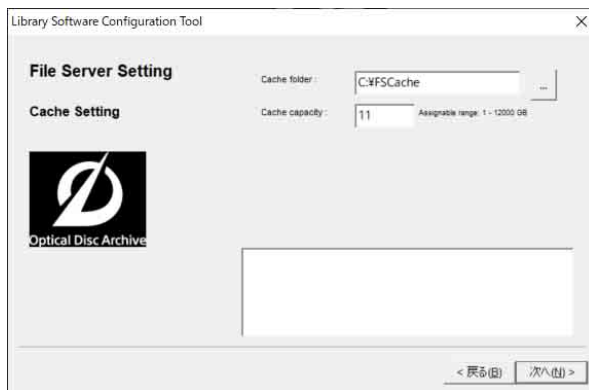 Library Software Configuration Tool
File Server Setting
Cache folder :
C:¥FSCache
...
Cache Setting
Cache capacity :
11
Assignable range: 1 - 12000 GB
Optical Disc Archive
< 戻る(B)
次へ(N) >